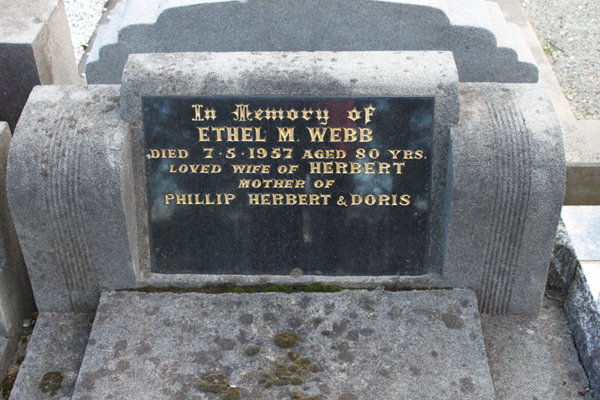 In Memory of
ETHEL M. WEBB
DIED 7·5·1957 AGED 80 YRS.
LOVED WIFE OF HERBERT
MOTHER OF
PHILLIP HERBERT & DORIS